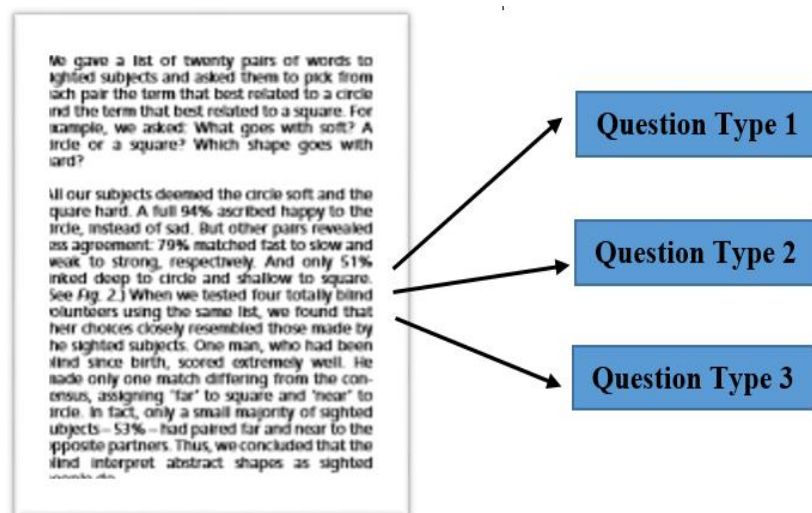 We gave a list of twenty pairs of words to
ighted subjects and asked them to pick from
ach pair the term that best related to a circle
nd the term that best related to a square. For
xample, we asked: What goes with soft? A
ircle or a square? Which shape goes with
hard?
All our subjects deemed the circle soft and the
quare hard. A full 94% ascribed happy to the
ircle, instead of sad. But other pairs revealed
ess agreement: 79% matched fast to slow and
weak to strong, respectively. And only 51%
inked deep to circle and shallow to square.
See Fig. 2.) When we tested four totally blind
volunteers using the same list, we found that
heir choices closely resembled those made by
he sighted subjects. One man, who had been
blind since birth, scored extremely well. He
made only one match differing from the con-
ensus, assigning "far" to square and "near" to
ircle. In fact, only a small majority of sighted
ubjects – 53% – had paired far and near to the
opposite partners. Thus, we concluded that the
blind interpret abstract shapes as sighted
Question Type 1
Question Type 2
Question Type 3